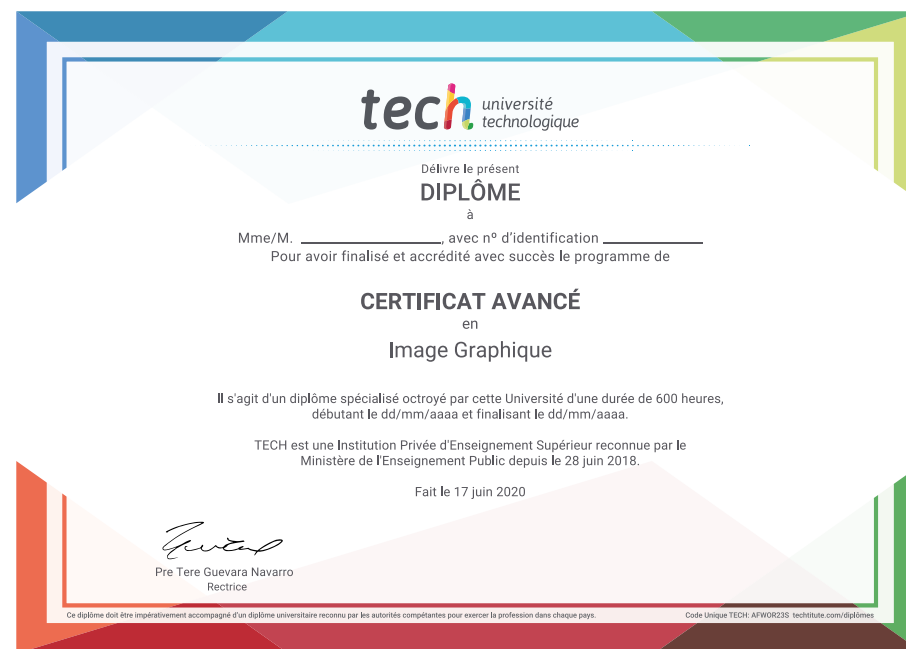 tech université
technologique
Délivre le présent
DIPLÔME
à
Mme/M. ____________, avec nº d'identification ____________
Pour avoir finalisé et accrédité avec succès le programme de
CERTIFICAT AVANCÉ
en
Image Graphique
Il s'agit d'un diplôme spécialisé octroyé par cette Université d'une durée de 600 heures,
débutant le dd/mm/aaaa et finalisant le dd/mm/aaaa.
TECH est une Institution Privée d'Enseignement Supérieur reconnue par le
Ministère de l'Enseignement Public depuis le 28 juin 2018.
Fait le 17 juin 2020
Pre Tere Guevara Navarro
Rectrice
Ce diplôme doit être impérativement accompagné d'un diplôme universitaire reconnu par les autorités compétantes pour exercer la profession dans chaque pays.
Code Unique TECH: AFWOR23S techtitute.com/diplômes